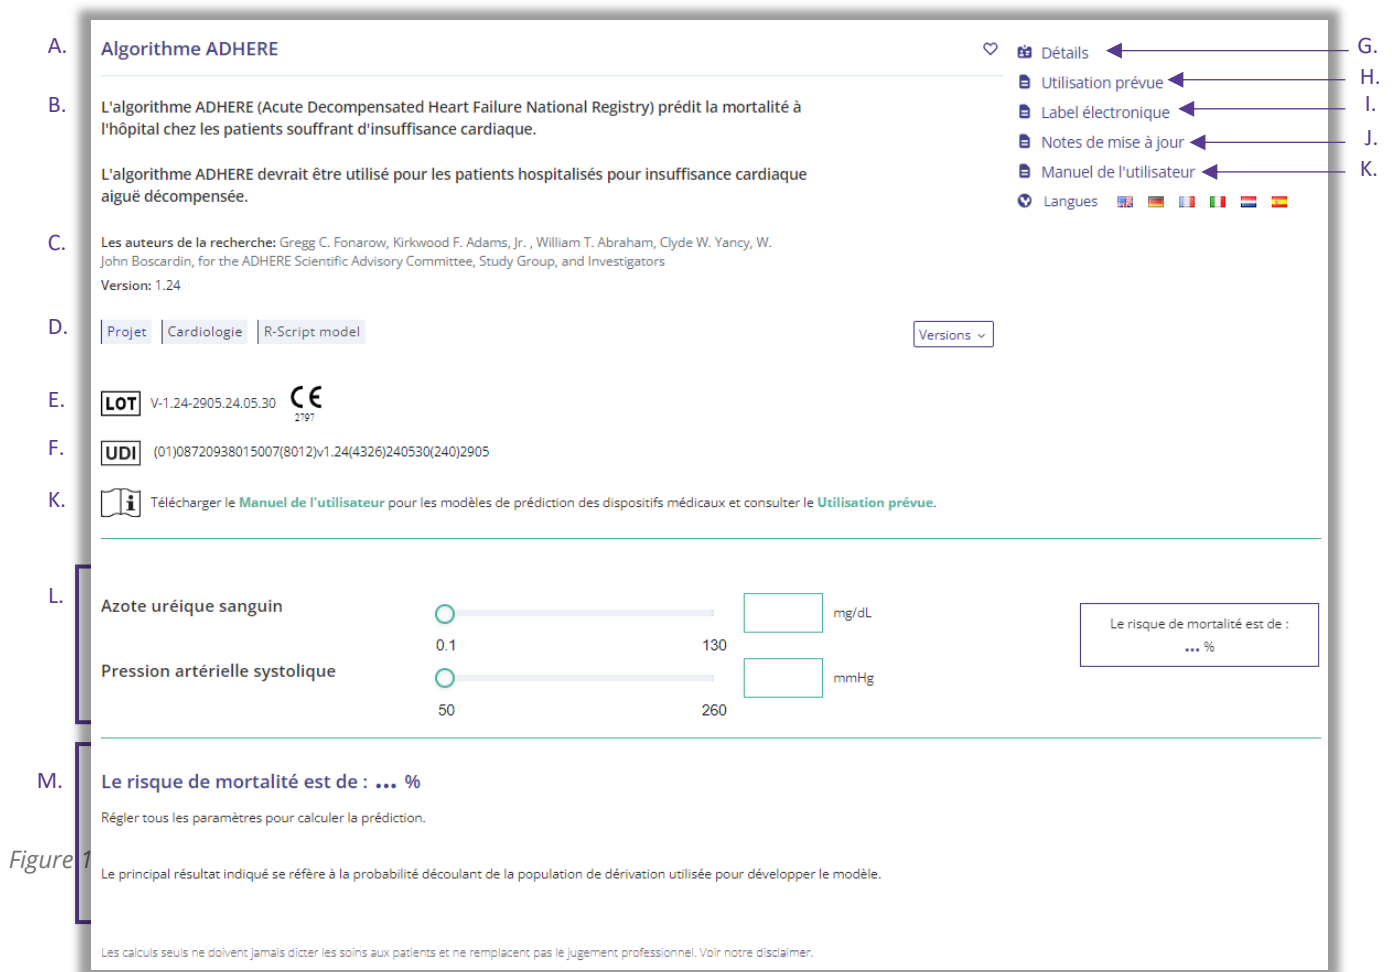 A.
Algorithme ADHERE
Détails
G.
Utilisation prévue
H.
B.
L'algorithme ADHERE (Acute Decompensated Heart Failure National Registry) prédit la mortalité à
l'hôpital chez les patients souffrant d'insuffisance cardiaque.
Label électronique
I.
Notes de mise à jour
J.
L'algorithme ADHERE devrait être utilisé pour les patients hospitalisés pour insuffisance cardiaque
aiguë décompensée.
Manuel de l'utilisateur
K.
Langues
C.
Les auteurs de la recherche: Gregg C. Fonarow, Kirkwood F. Adams, Jr. , William T. Abraham, Clyde W. Yancy, W.
John Boscardin, for the ADHERE Scientific Advisory Committee, Study Group, and Investigators
Version: 1.24
D.
Projet Cardiologie R-Script model
Versions
E.
LOT V-1.24-2905.24.05.30 CE
2797
F.
UDI (01)08720938015007(8012)v1.24(4326)240530(240)2905
K.
i Télécharger le Manuel de l'utilisateur pour les modèles de prédiction des dispositifs médicaux et consulter le Utilisation prévue.
L.
Azote uréique sanguin
mg/dL
0.1 130
Le risque de mortalité est de :
... %
Pression artérielle systolique
mmHg
50 260
M.
Le risque de mortalité est de : ... %
Régler tous les paramètres pour calculer la prédiction.
Figure 1
Le principal résultat indiqué se réfère à la probabilité découlant de la population de dérivation utilisée pour développer le modèle.
Les calculs seuls ne doivent jamais dicter les soins aux patients et ne remplacent pas le jugement professionnel. Voir notre disclaimer.